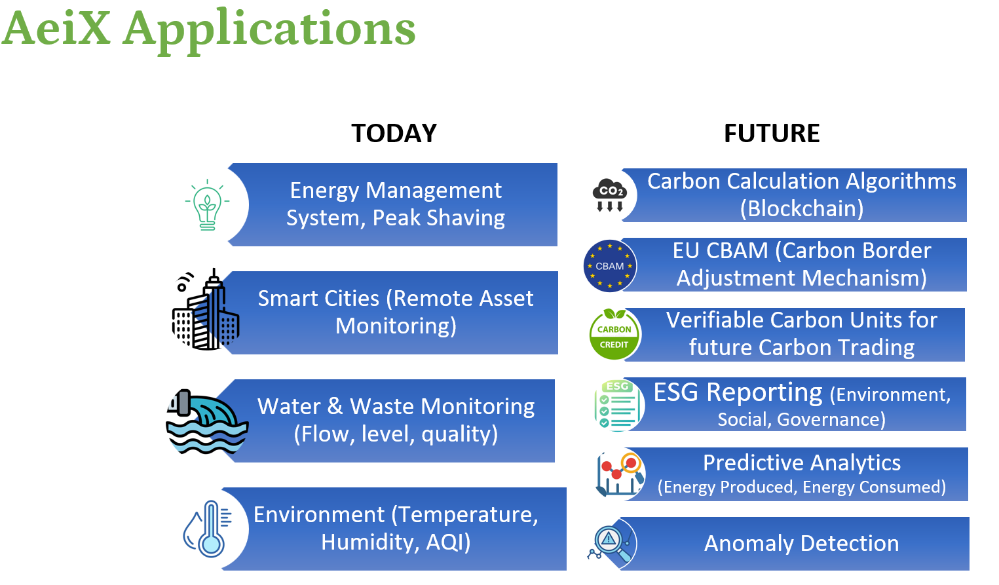 AeiX Applications
TODAY
Energy Management
System, Peak Shaving
Smart Cities (Remote Asset
Monitoring)
Water & Waste Monitoring
(Flow, level, quality)
Environment (Temperature,
Humidity, AQI)
FUTURE
CO2
Carbon Calculation Algorithms
(Blockchain)
CBAM
EU CBAM (Carbon Border
Adjustment Mechanism)
CARBON
CREDIT
Verifiable Carbon Units for
future Carbon Trading
ESG
ESG Reporting (Environment,
Social, Governance)
Predictive Analytics
(Energy Produced, Energy Consumed)
Anomaly Detection